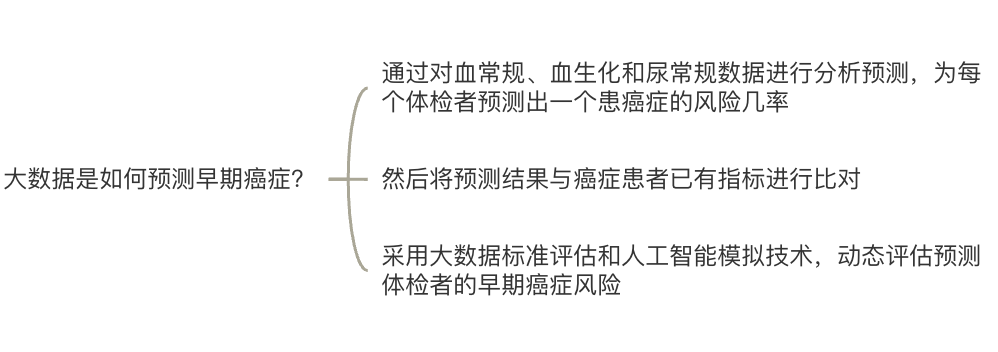 大数据是如何预测早期癌症?
通过对血常规、血生化和尿常规数据进行分析预测，为每
个体检者预测出一个患癌症的风险几率
然后将预测结果与癌症患者已有指标进行比对
采用大数据标准评估和人工智能模拟技术，动态评估预测
体检者的早期癌症风险